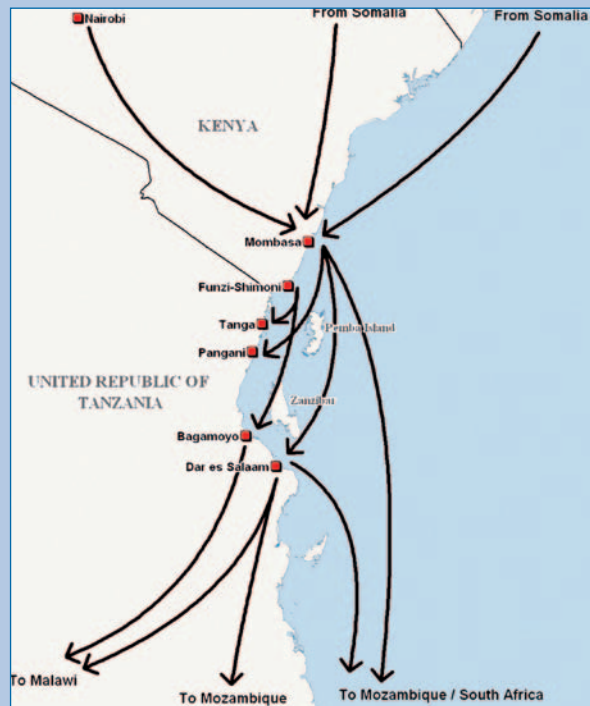 Nairobi
From Somalia
From Somalia
KENYA
Mombasa
Funzi-Shimoni
Tanga
Pemba Island
Pangani
UNITED REPUBLIC OF
TANZANIA
Zanzibar
Bagamoyo
Dar es Salaam
To Malawi
To Mozambique
To Mozambique / South Africa